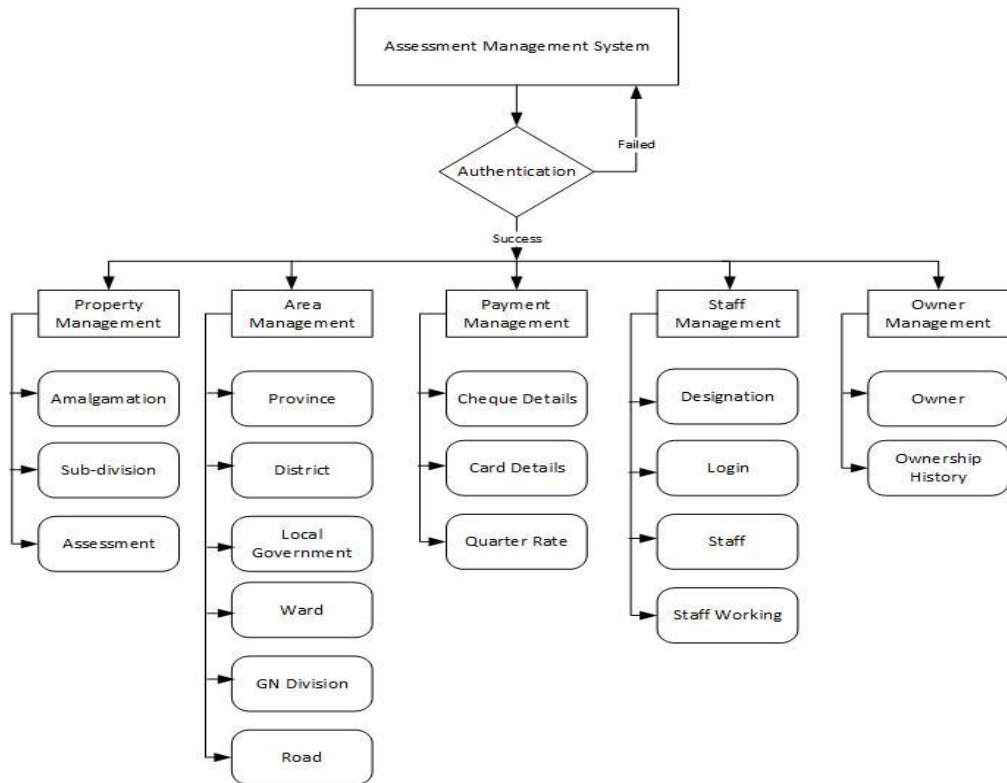 Assessment Management System
Failed
Authentication
Success
Property
Management
Amalgamation
Sub-division
Assessment
Area
Management
Province
District
Local
Government
Ward
GN Division
Road
Payment
Management
Cheque Details
Card Details
Quarter Rate
Staff
Management
Designation
Login
Staff
Staff Working
Owner
Management
Owner
Ownership
History